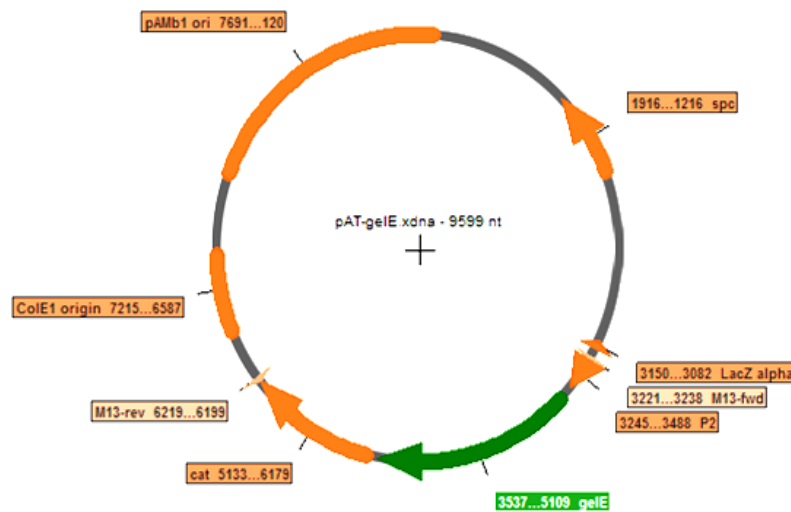 pAMb1 ori 7691...120
1916...1216 spc
pAT-gelE.xdna - 9599 nt
ColE1 origin 7215...6587
3150...3082 LacZ alpha
3221...3238 M13-fwd
M13-rev 6219...6199
3245...3488 P2
cat 5133...6179
3537...5109 gelE